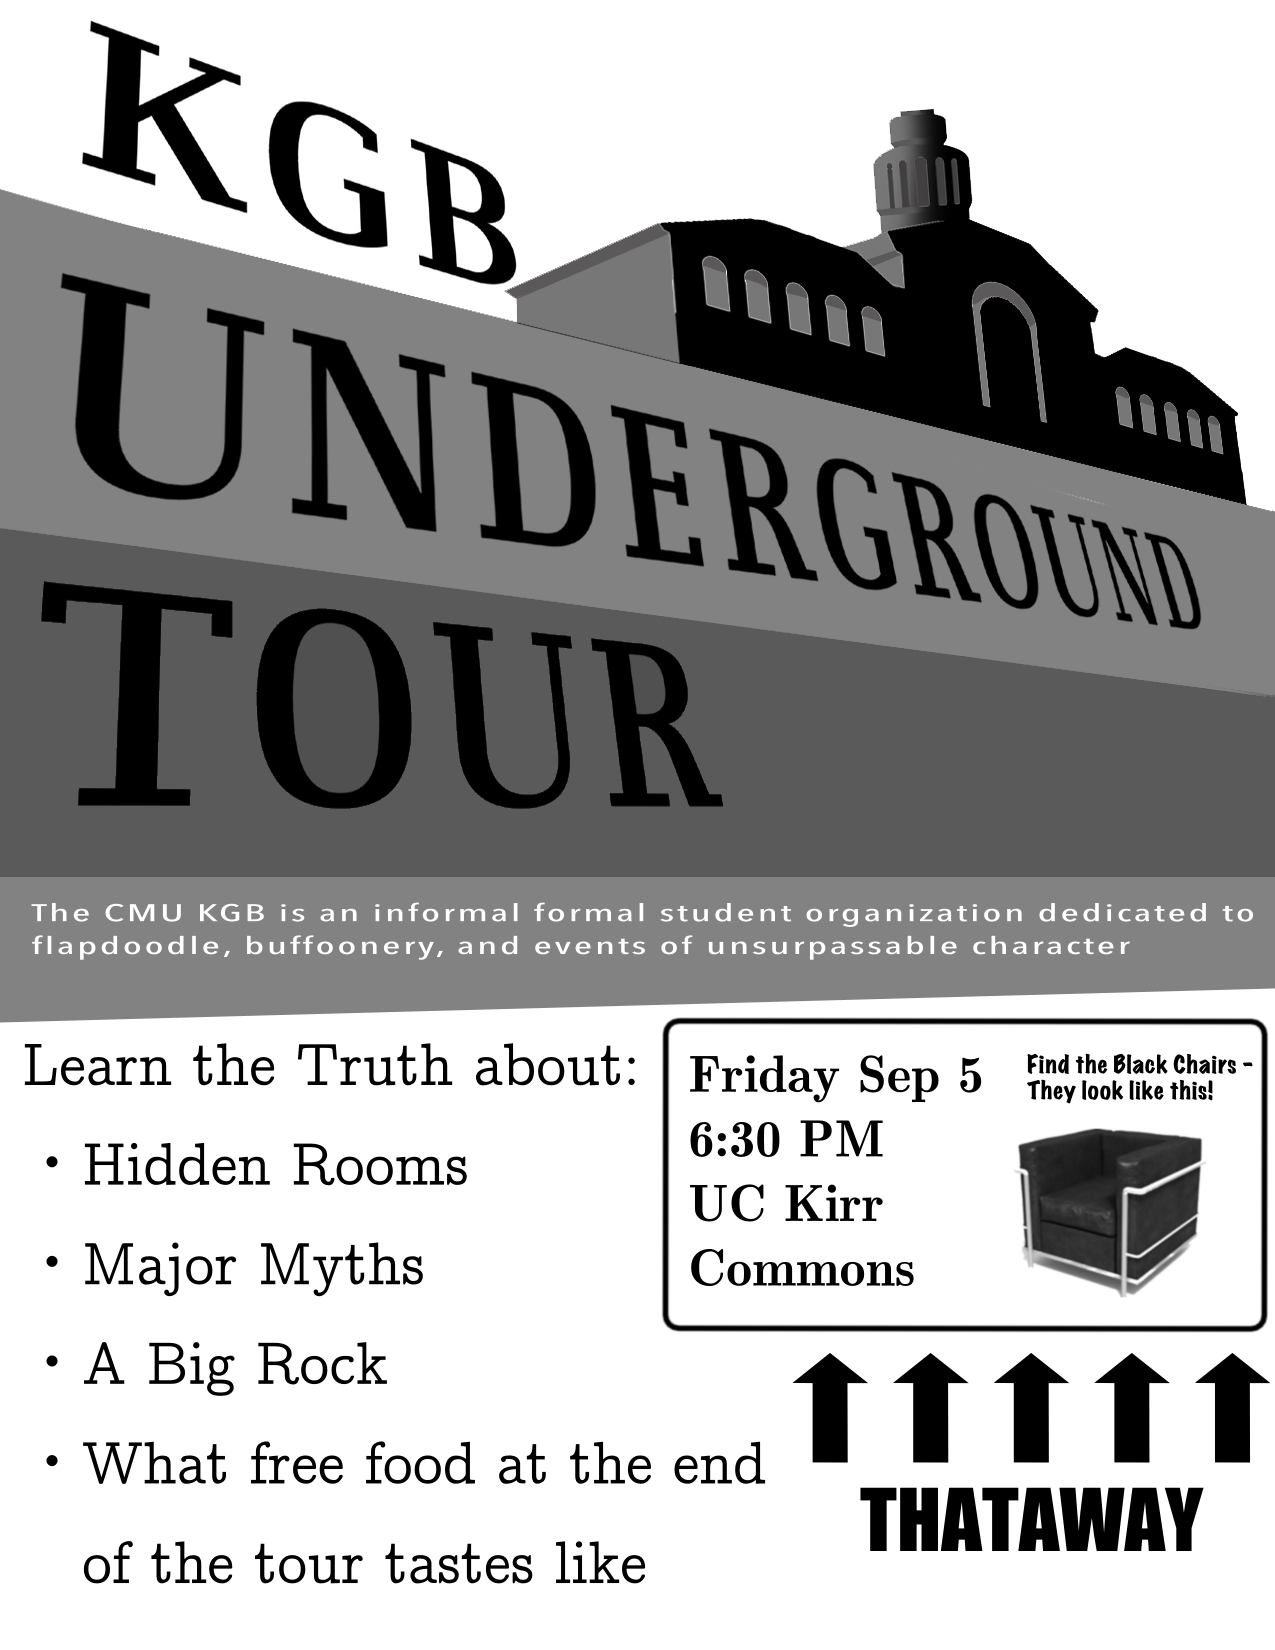 KGB
UNDERGROUND
TOUR
The CMU KGB is an informal formal student organization dedicated to
flapdoodle, buffoonery, and events of unsurpassable character
Learn the Truth about:
• Hidden Rooms
• Major Myths
• A Big Rock
• What free food at the end
of the tour tastes like
Friday Sep 5
6:30 PM
UC Kirr
Commons
Find the Black Chairs -
They look like this!
THATAWAY